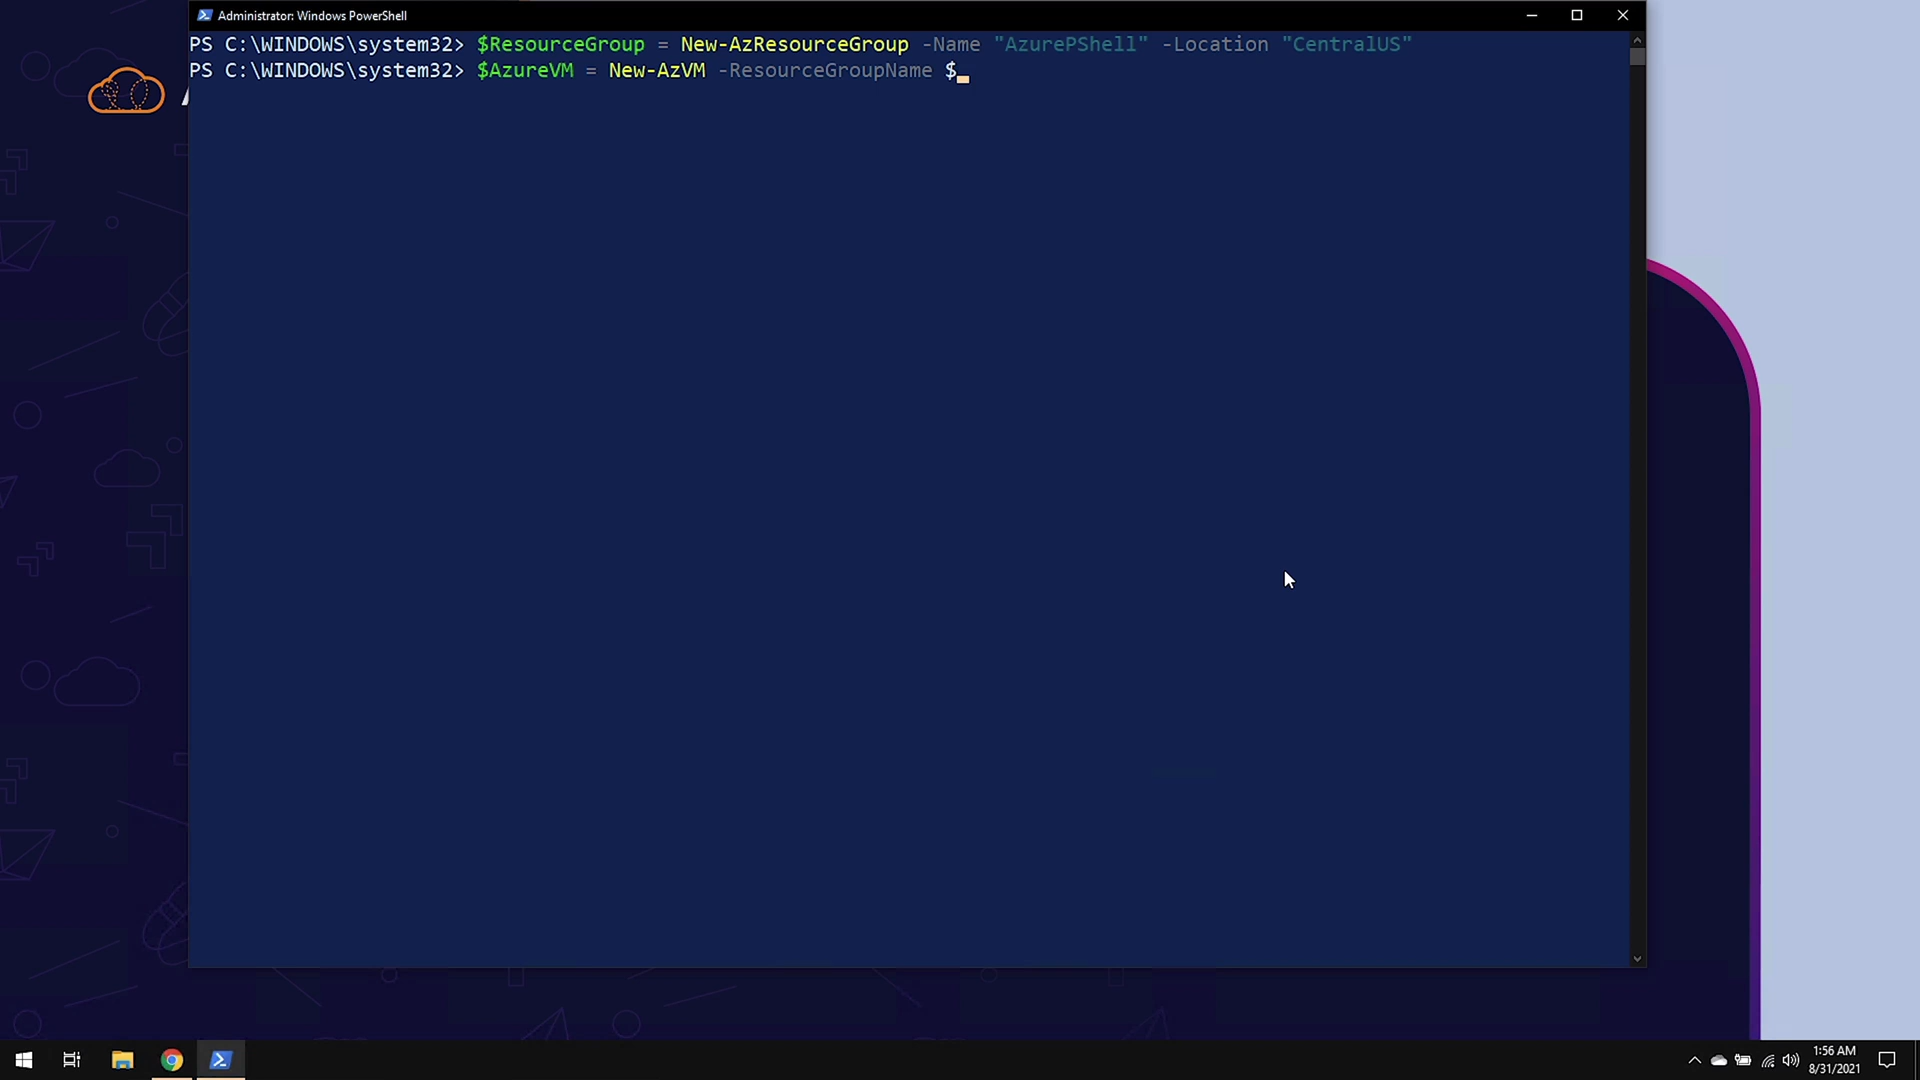 Administrator: Windows PowerShell
PS C:\WINDOWS\system32> $ResourceGroup = New-AzResourceGroup -Name "AzurePShell" -Location "CentralUS"
PS C:\WINDOWS\system32> $AzureVM = New-AzVM -ResourceGroupName $
1:56 AM
8/31/2021